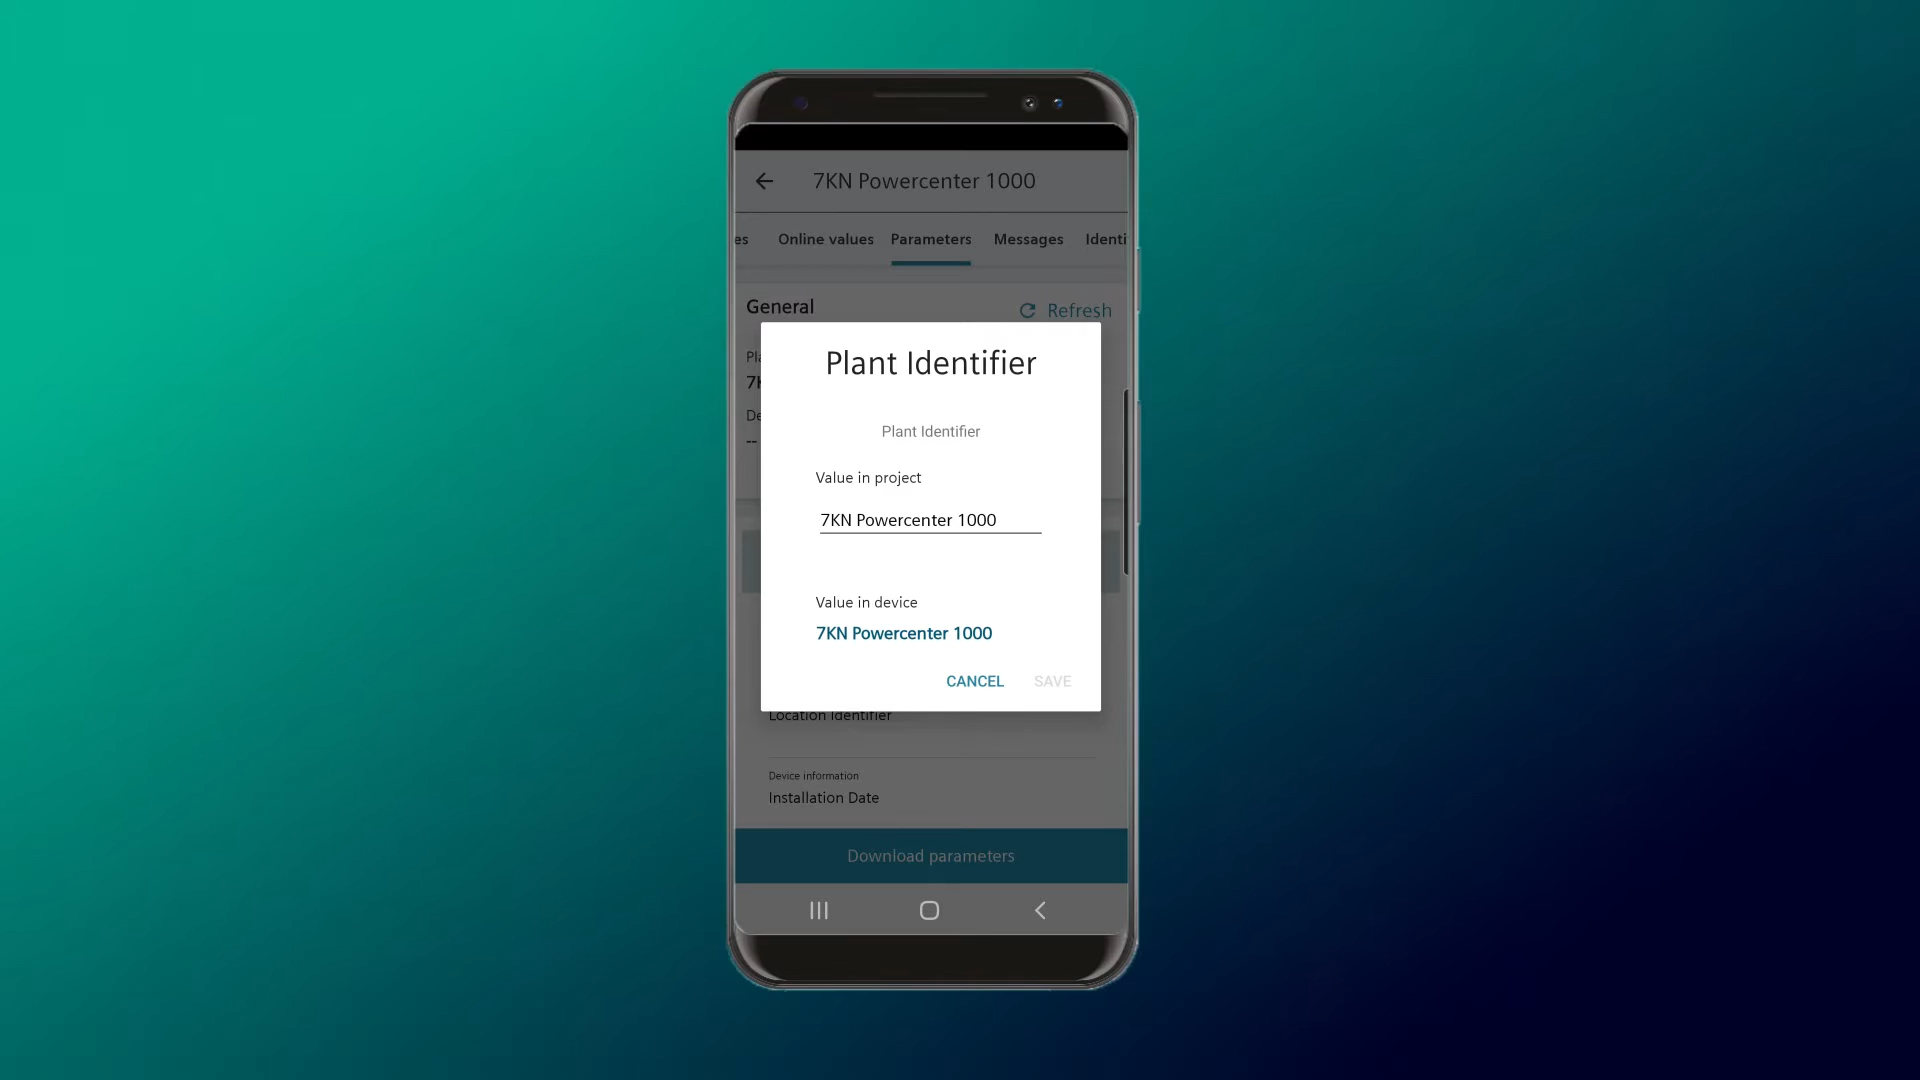 7KN Powercenter 1000
es Online values Parameters Messages Identi
General
Refresh
Plant Identifier
Plant Identifier
Value in project
7KN Powercenter 1000
Value in device
7KN Powercenter 1000
CANCEL SAVE
Location Identifier
Device information
Installation Date
Download parameters